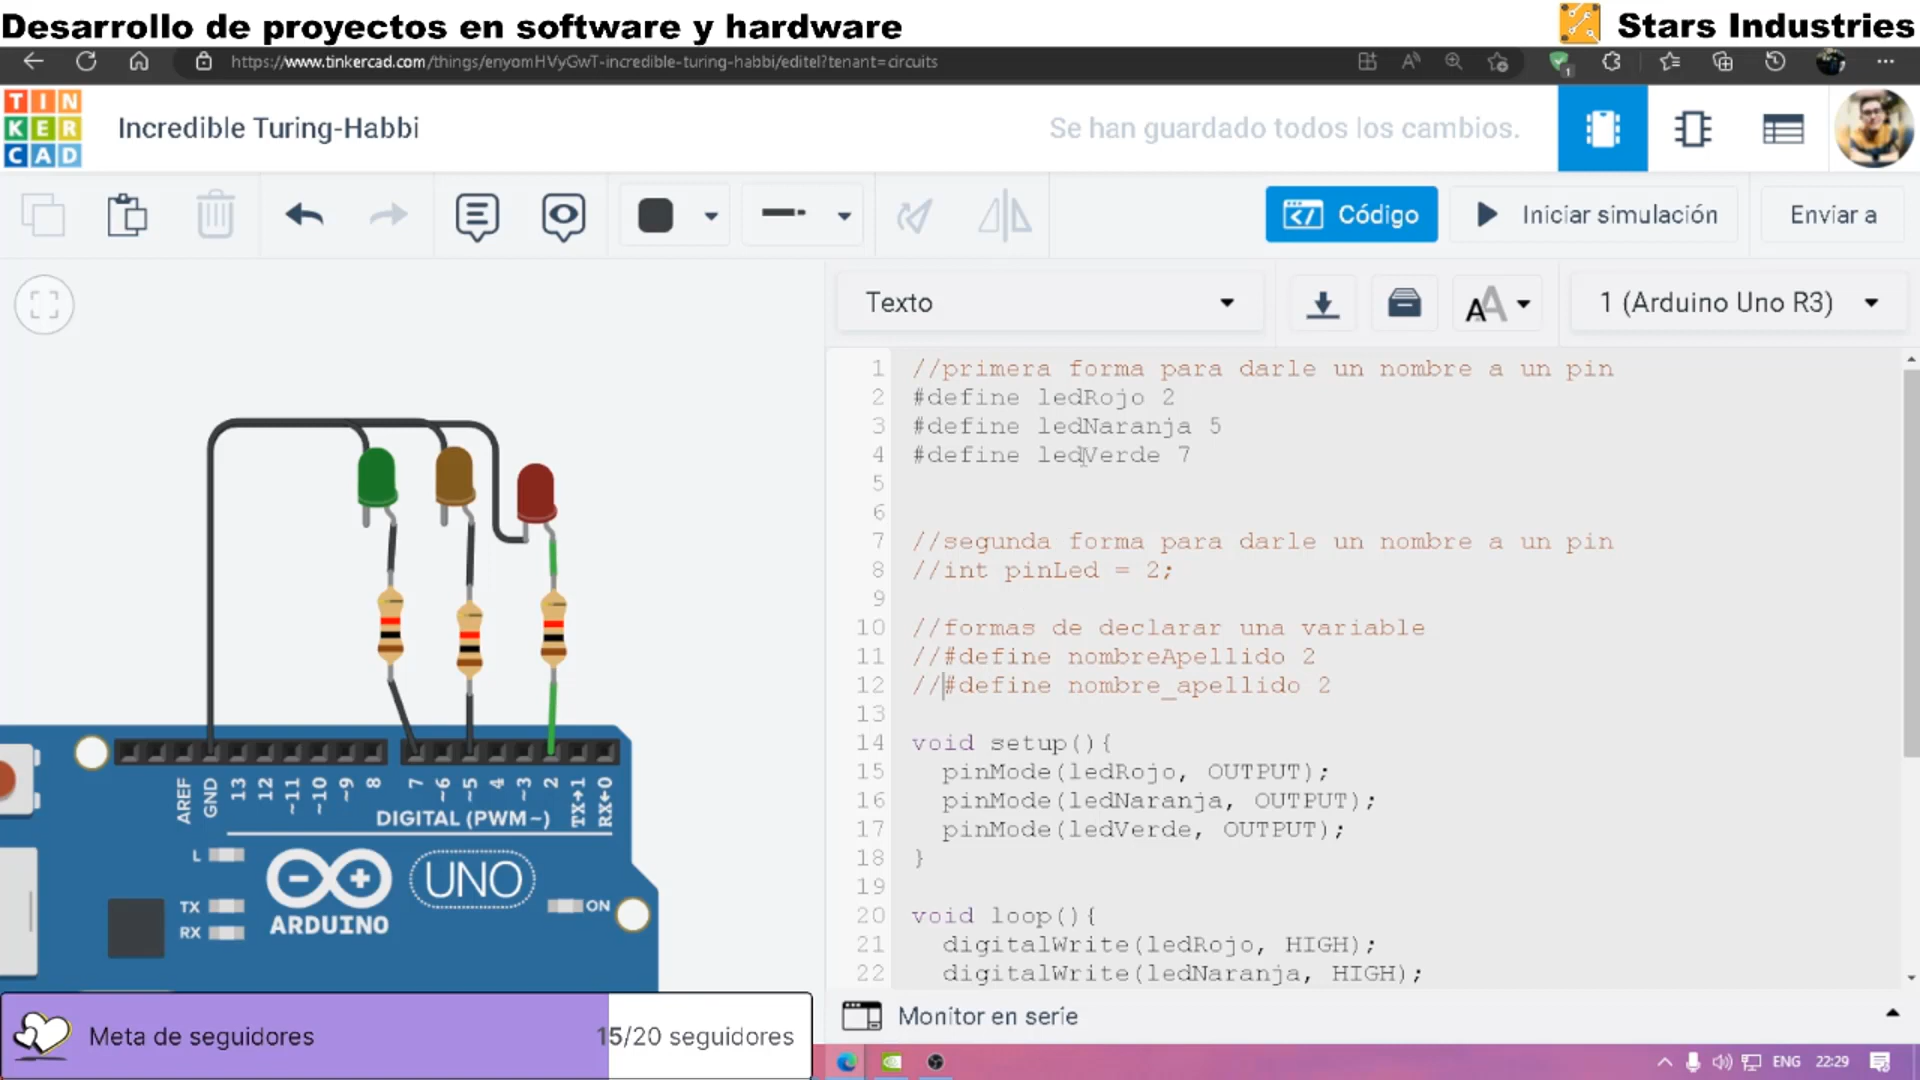 Desarrollo de proyectos en software y hardware
Stars Industries
https://www.tinkercad.com/things/enyomHVyGwT-incredible-turing-habbi/editel?tenant=circuits
1
TIN
KER
CAD
Incredible Turing-Habbi
Se han guardado todos los cambios.
Código
Iniciar simulación
Enviar a
Texto
1 (Arduino Uno R3)
1 //primera forma para darle un nombre a un pin
2 #define ledRojo 2
3 #define ledNaranja 5
4 #define ledVerde 7
5
6
7 //segunda forma para darle un nombre a un pin
8 //int pinLed = 2;
9
10 //formas de declarar una variable
11 //#define nombreApellido 2
12 //#define nombre_apellido 2
13
14 void setup(){
15 pinMode(ledRojo, OUTPUT);
16 pinMode(ledNaranja, OUTPUT);
17 pinMode(ledVerde, OUTPUT);
18 }
19
20 void loop(){
21 digitalWrite(ledRojo, HIGH);
22 digitalWrite(ledNaranja, HIGH);
AREF GND 13 12 ~11 ~10 ~9 8 7 ~6 ~5 4 ~3 2 TX→1 RX←0
DIGITAL (PWM~)
L
TX
RX
ARDUINO
UNO
ON
Meta de seguidores
15/20 seguidores
Monitor en serie
ENG
22:29